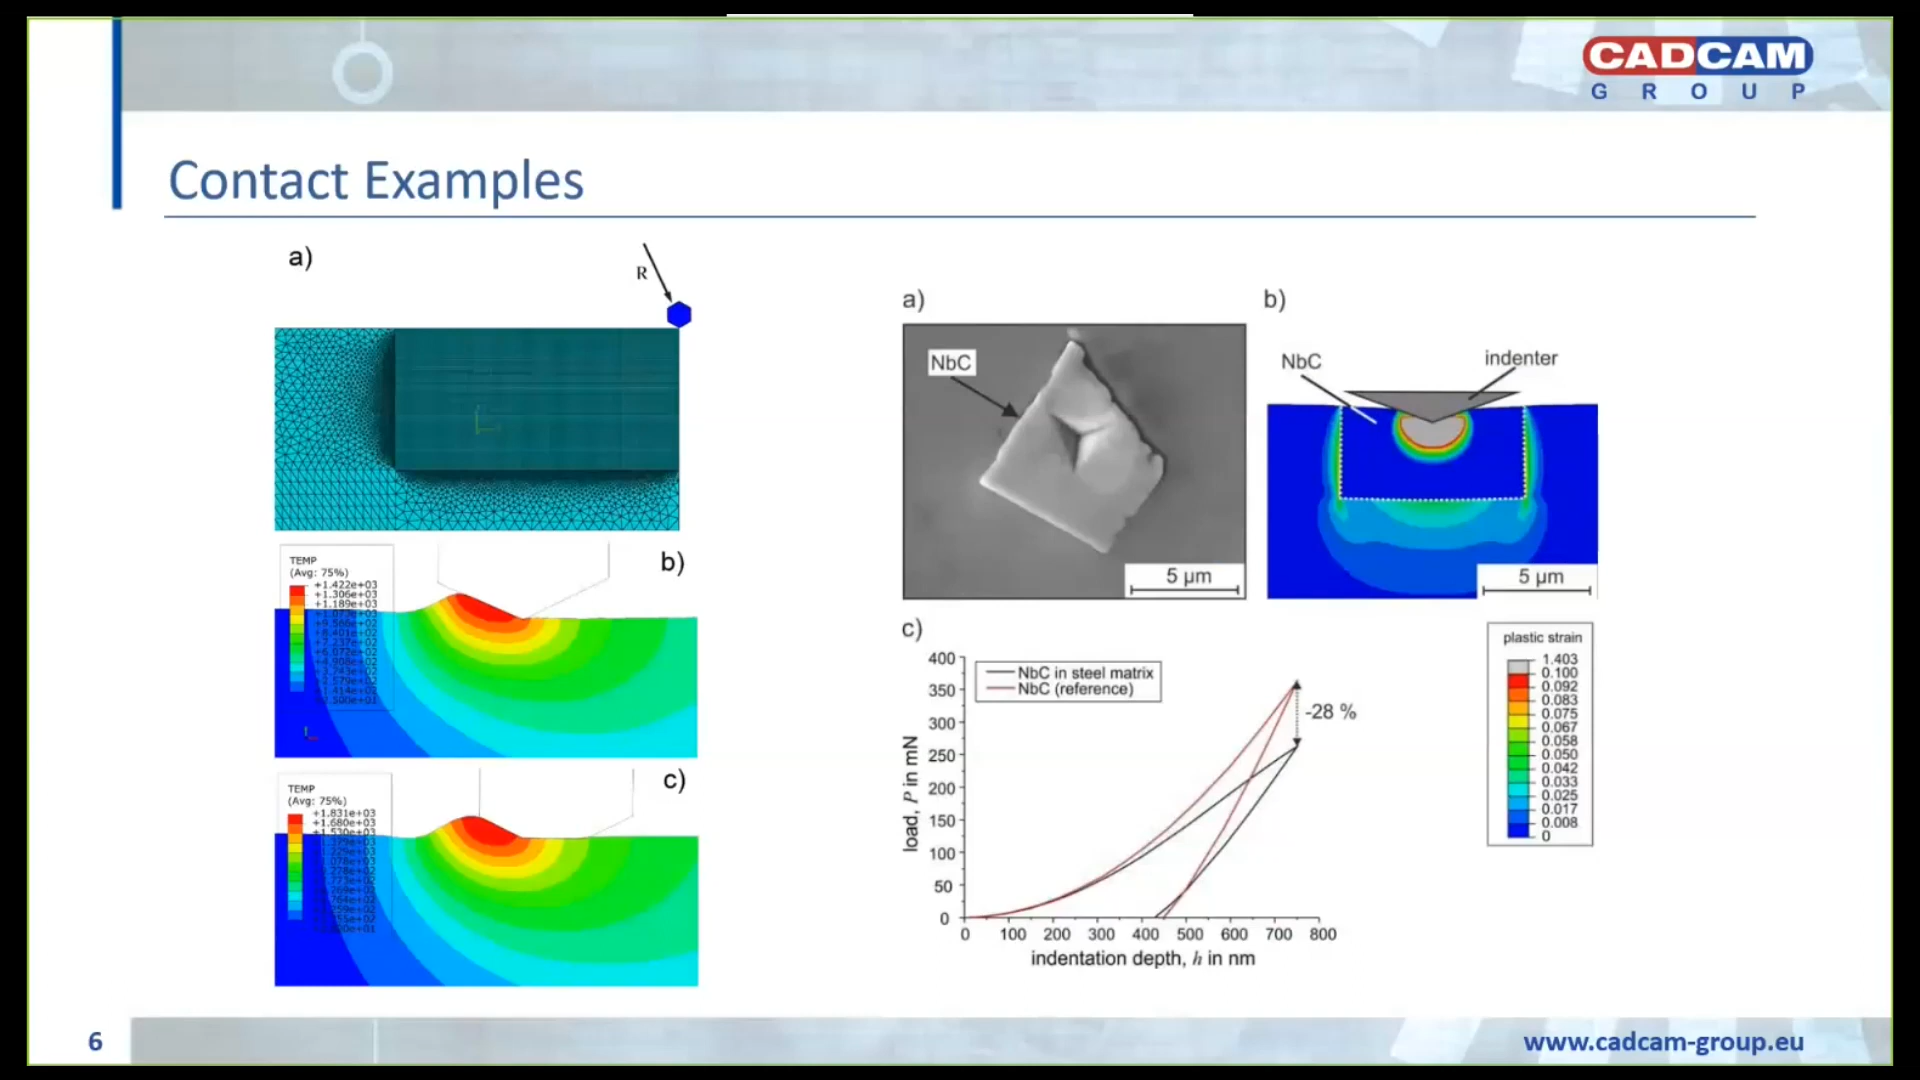 CADCAM
GROUP
Contact Examples
a)
R
b)
TEMP
(Avg: 75%)
+1.422e+03
+1.306e+03
+1.189e+03
c)
TEMP
(Avg: 75%)
+1.831e+03
+1.680e+03
+1.530e+03
a)
NbC
5 µm
b)
NbC
indenter
5 µm
c)
400
350
300
250
200
150
100
50
0
load, P in mN
NbC in steel matrix
NbC (reference)
-28 %
0 100 200 300 400 500 600 700 800
indentation depth, h in nm
plastic strain
1.403
0.100
0.092
0.083
0.075
0.067
0.058
0.050
0.042
0.033
0.025
0.017
0.008
0
6
www.cadcam-group.eu